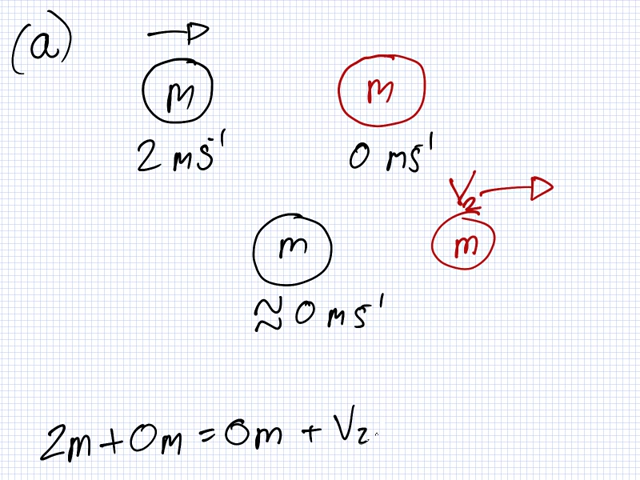 (a)
m m
2 ms⁻¹ 0 ms⁻¹
V₂
m m
≈ 0 ms⁻¹
2m + 0m = 0m + V₂